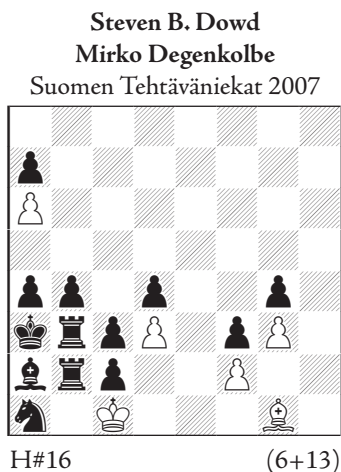 Steven B. Dowd
Mirko Degenkolbe
Suomen Tehtäväniekat 2007
H#16 (6+13)